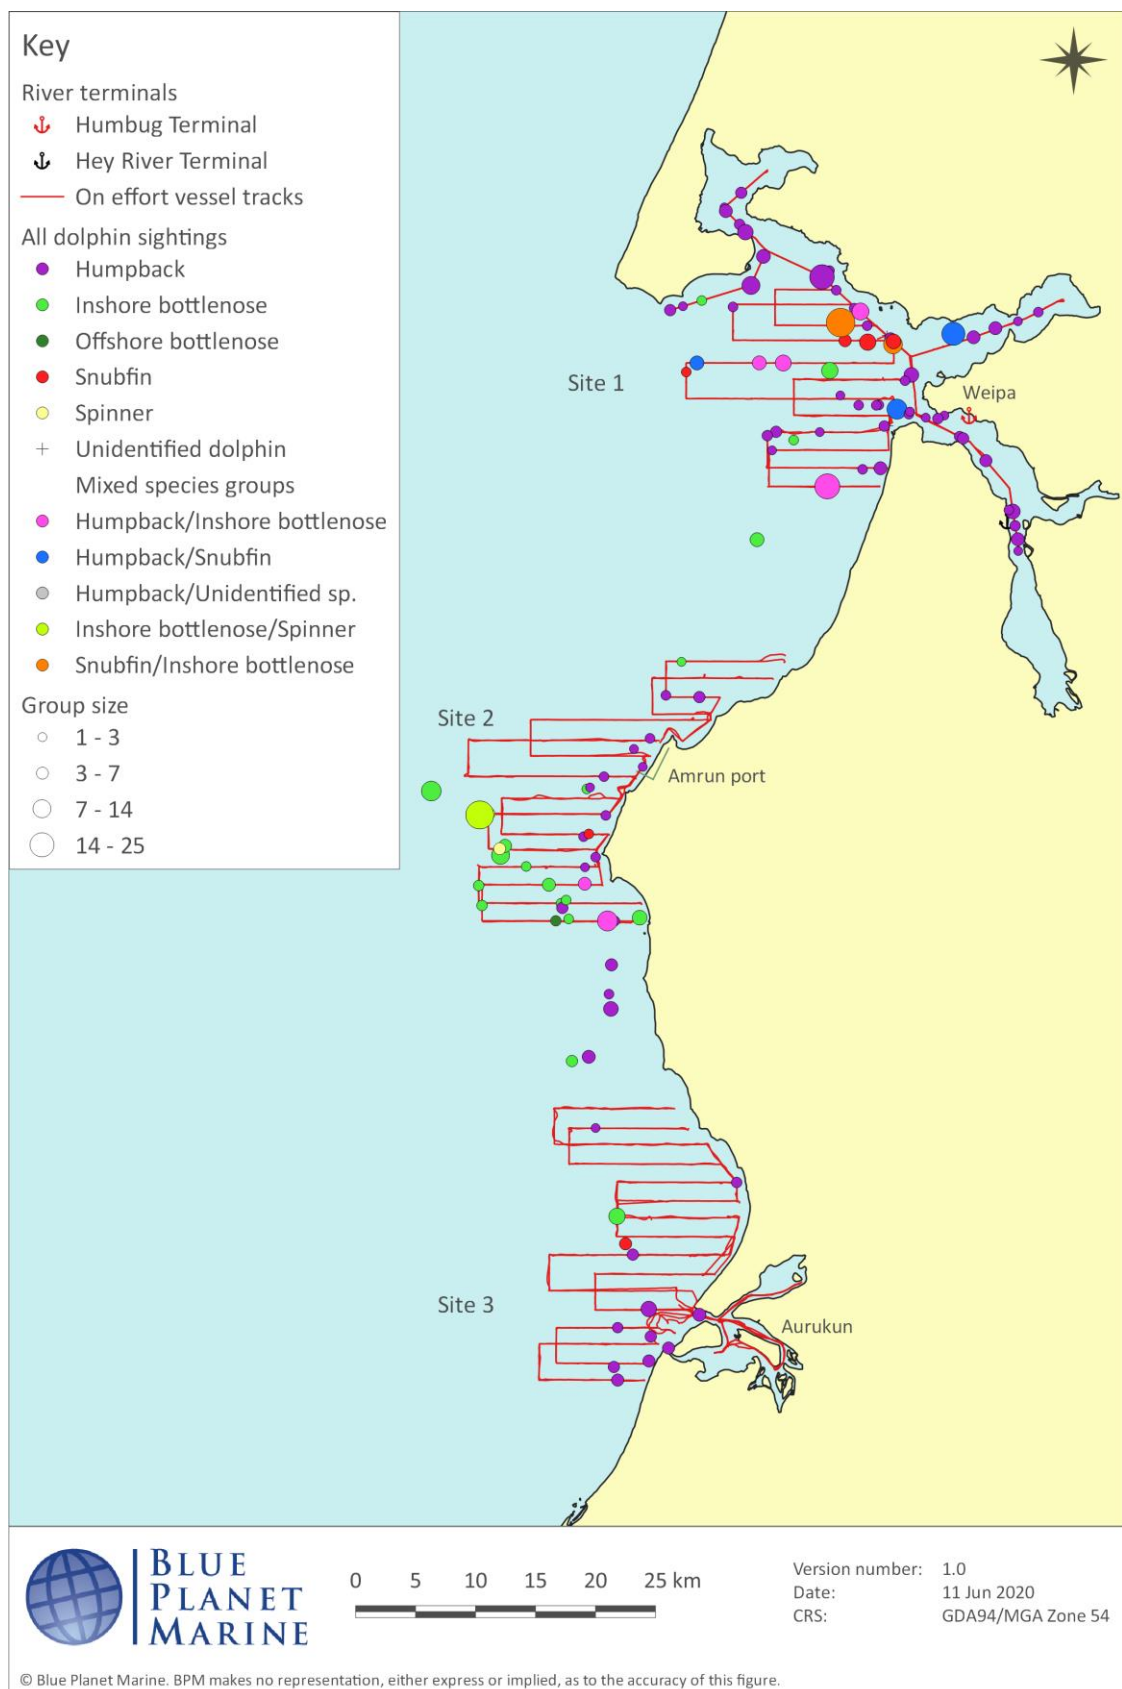 Key
River terminals
Humbug Terminal
Hey River Terminal
On effort vessel tracks
All dolphin sightings
Humpback
Inshore bottlenose
Offshore bottlenose
Snubfin
Spinner
Unidentified dolphin
Mixed species groups
Humpback/Inshore bottlenose
Humpback/Snubfin
Humpback/Unidentified sp.
Inshore bottlenose/Spinner
Snubfin/Inshore bottlenose
Group size
1 - 3
3 - 7
7 - 14
14 - 25
Site 1
Weipa
Site 2
Amrun port
Site 3
Aurukun
BLUE
PLANET
MARINE
0 5 10 15 20 25 km
Version number: 1.0
Date: 11 Jun 2020
CRS: GDA94/MGA Zone 54
© Blue Planet Marine. BPM makes no representation, either express or implied, as to the accuracy of this figure.